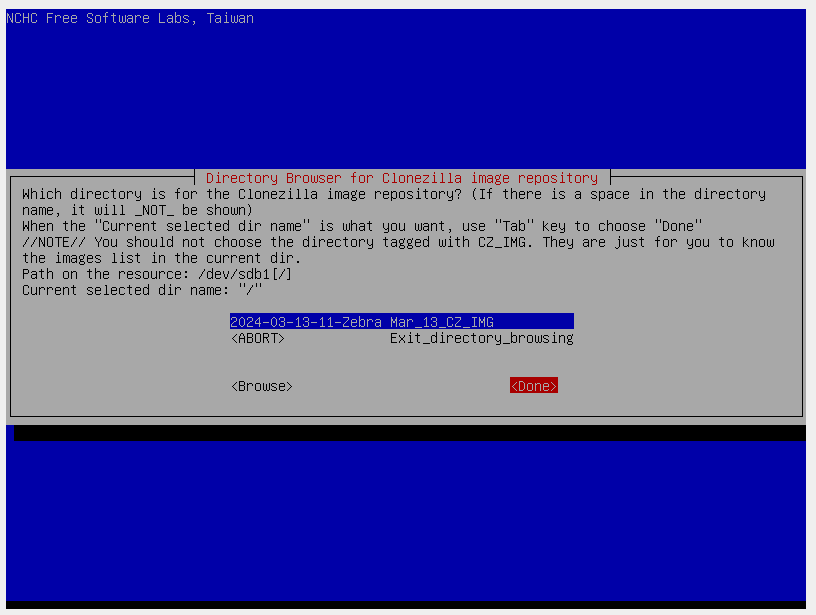 NCHC Free Software Labs, Taiwan
Directory Browser for Clonezilla image repository
Which directory is for the Clonezilla image repository? (If there is a space in the directory
name, it will _NOT_ be shown)
When the "Current selected dir name" is what you want, use "Tab" key to choose "Done"
//NOTE// You should not choose the directory tagged with CZ_IMG. They are just for you to know
the images list in the current dir.
Path on the resource: /dev/sdb1[/]
Current selected dir name: "/"
2024-03-13-11-Zebra Mar_13_CZ_IMG
<ABORT> Exit_directory_browsing
<Browse> <Done>